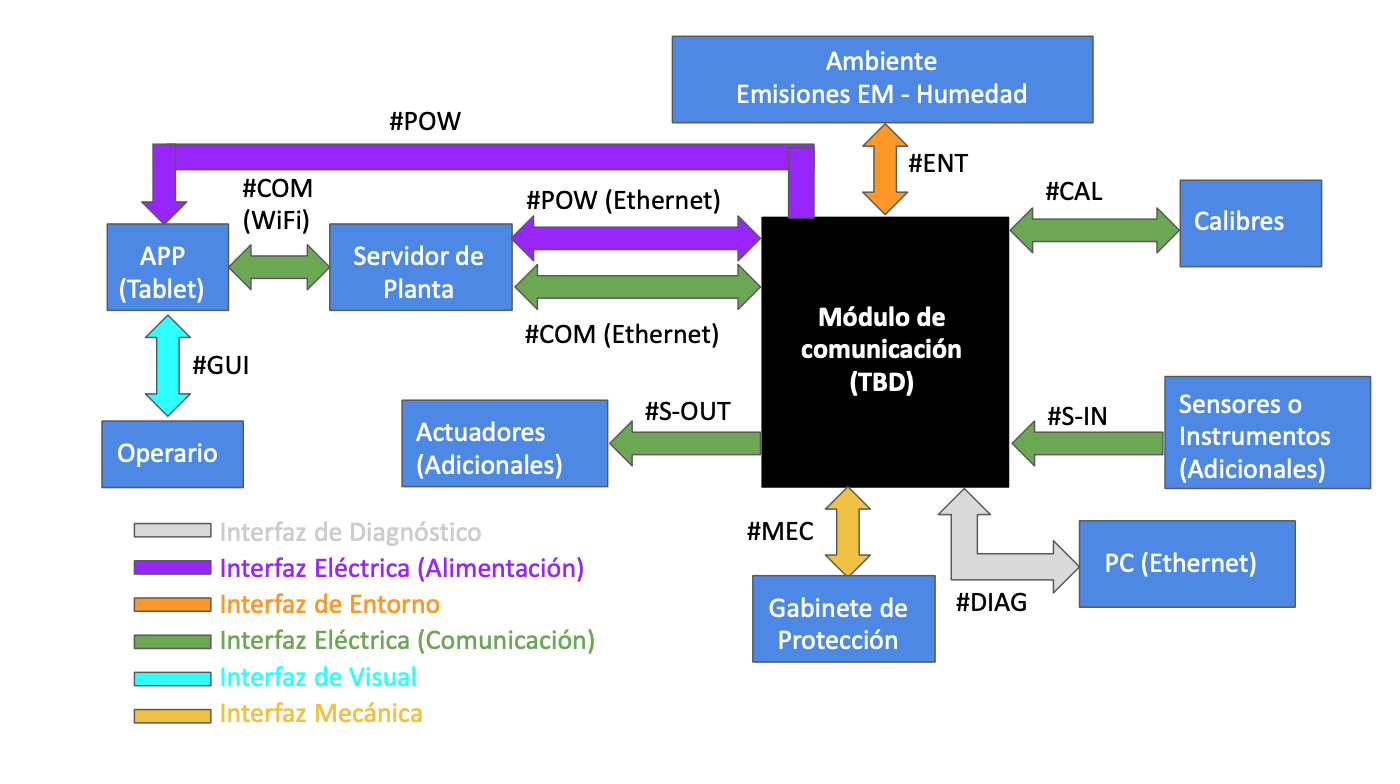 Ambiente
Emisiones EM - Humedad
#POW
#ENT
#COM
(WiFi)
#POW (Ethernet)
#CAL
Calibres
APP
(Tablet)
Servidor de
Planta
#COM (Ethernet)
Módulo de
comunicación
(TBD)
#GUI
Operario
Actuadores
(Adicionales)
#S-OUT
#S-IN
Sensores o
Instrumentos
(Adicionales)
#MEC
Gabinete de
Protección
#DIAG
PC (Ethernet)
Interfaz de Diagnóstico
Interfaz Eléctrica (Alimentación)
Interfaz de Entorno
Interfaz Eléctrica (Comunicación)
Interfaz de Visual
Interfaz Mecánica